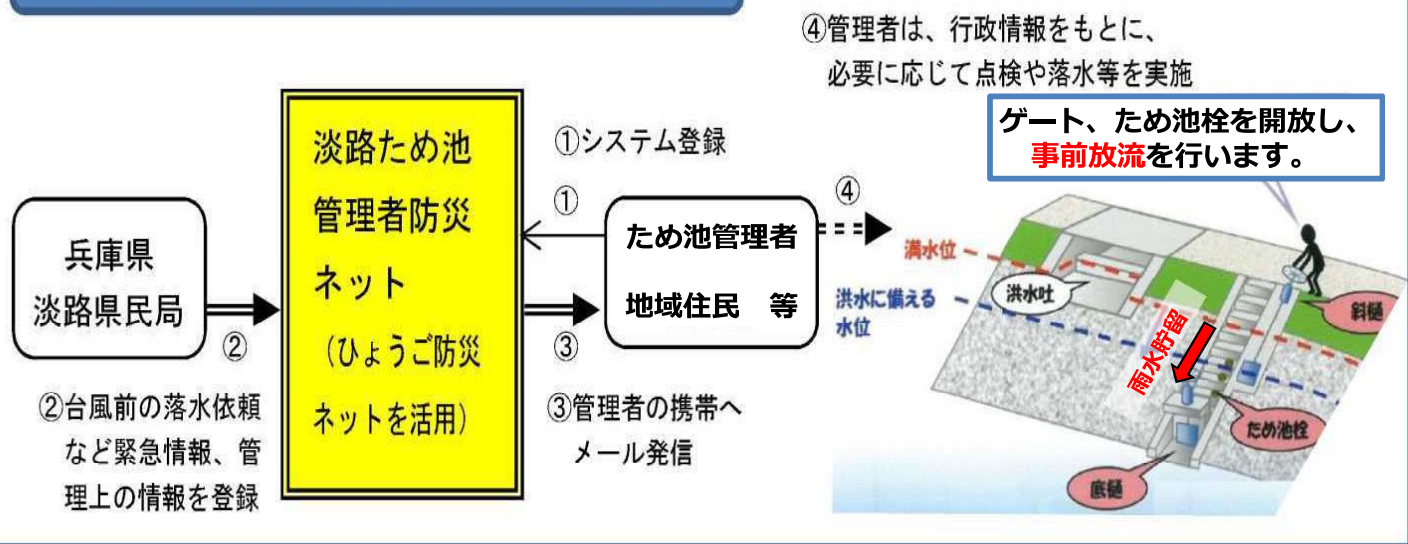 ④管理者は、行政情報をもとに、
必要に応じて点検や落水等を実施
ゲート、ため池栓を開放し、
事前放流を行います。
兵庫県
淡路県民局
②
②台風前の落水依頼
など緊急情報、管
理上の情報を登録
淡路ため池
管理者防災
ネット
（ひょうご防災
ネットを活用）
①システム登録
①
ため池管理者
地域住民　等
③
③管理者の携帯へ
メール発信
④
満水位
洪水に備える
水位
洪水吐
雨水貯留
斜樋
ため池栓
底樋